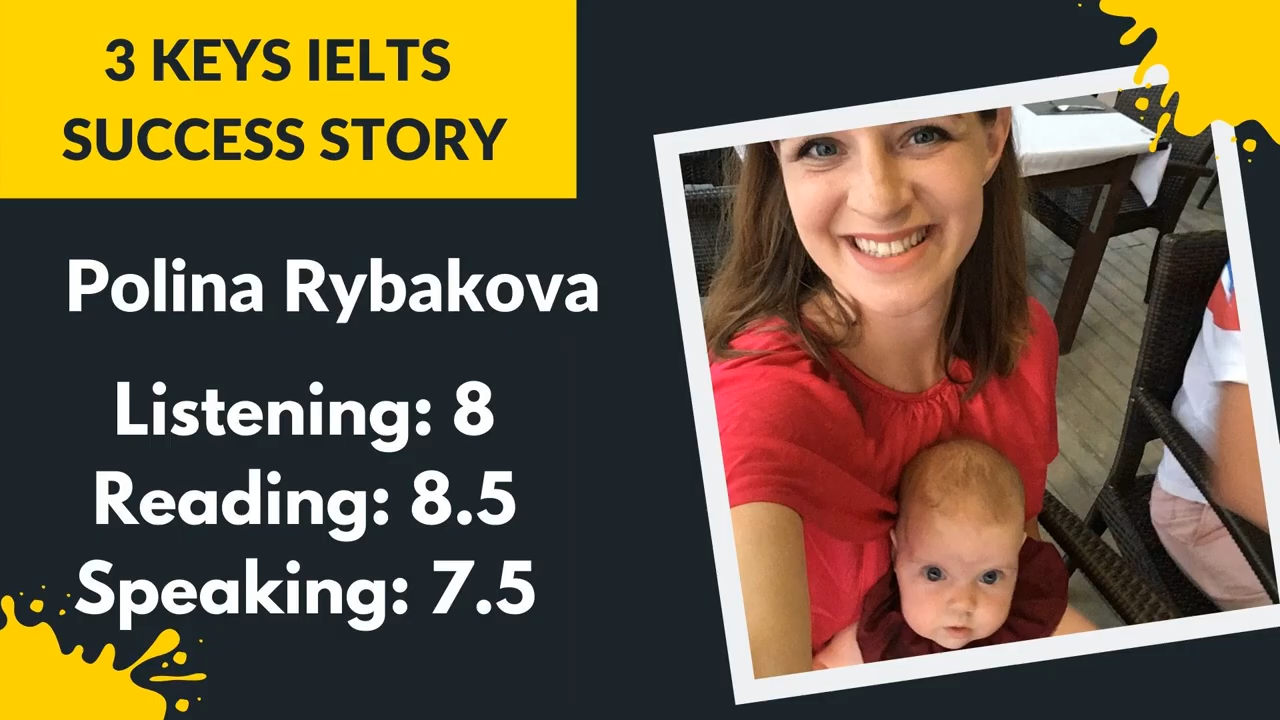 3 KEYS IELTS
SUCCESS STORY
Polina Rybakova
Listening: 8
Reading: 8.5
Speaking: 7.5